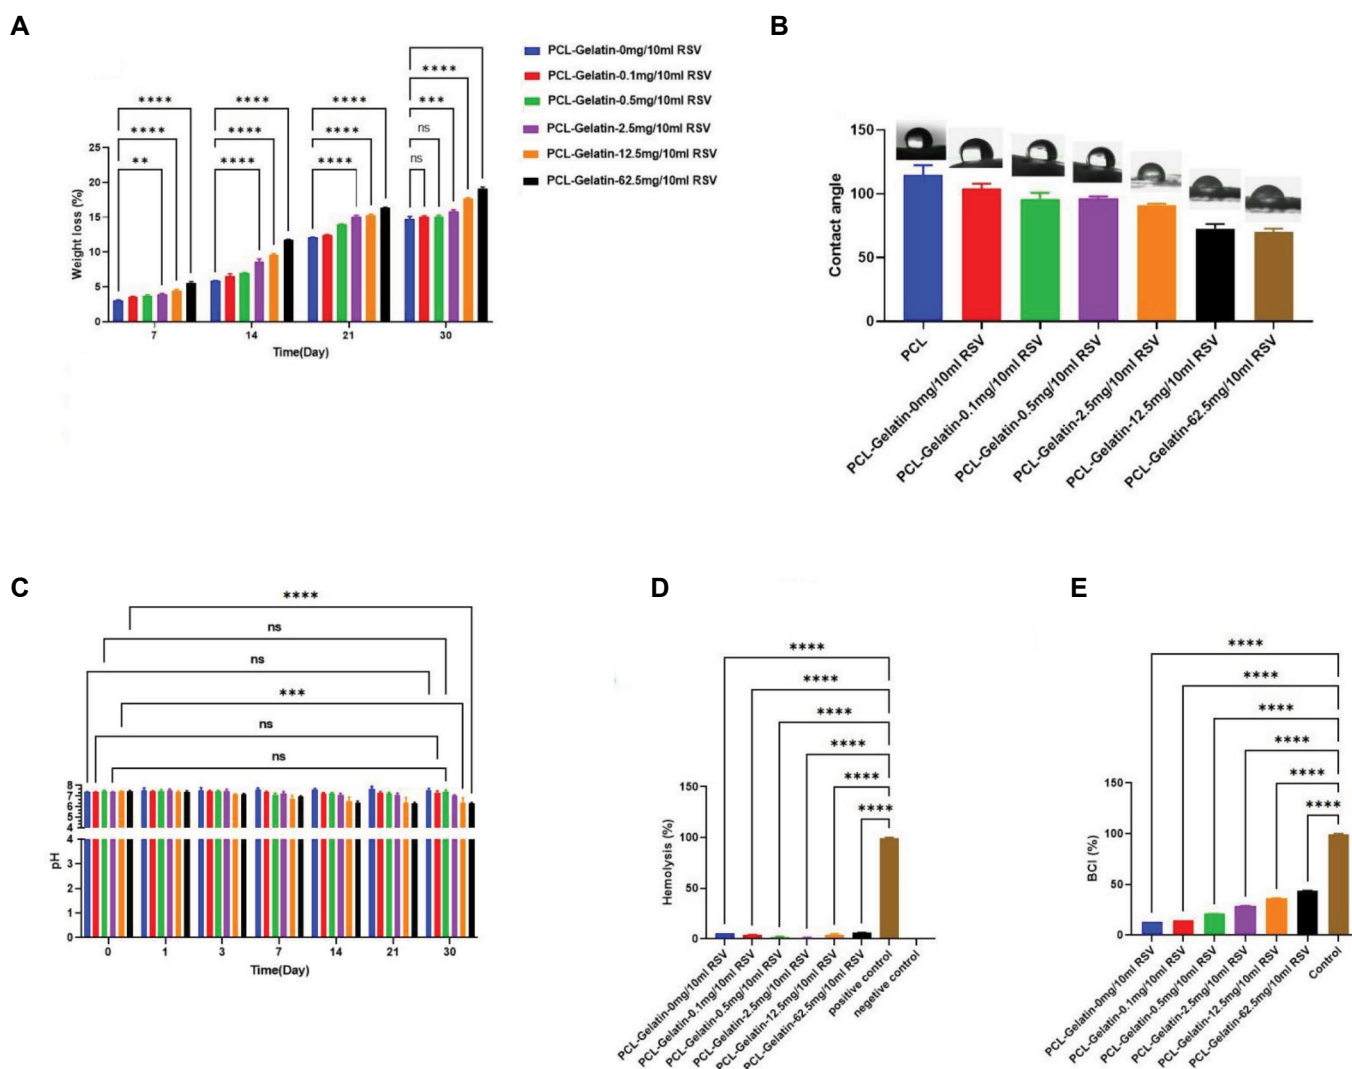 A
B
PCL-Gelatin-0mg/10ml RSV
PCL-Gelatin-0.1mg/10ml RSV
PCL-Gelatin-0.5mg/10ml RSV
PCL-Gelatin-2.5mg/10ml RSV
PCL-Gelatin-12.5mg/10ml RSV
PCL-Gelatin-62.5mg/10ml RSV
****
****
**
****
****
****
****
****
****
****
***
ns
ns
Weight loss (%)
25
20
15
10
5
0
7 14 21 30
Time(Day)
Contact angle
150
100
50
0
PCL
PCL-Gelatin-0mg/10ml RSV
PCL-Gelatin-0.1mg/10ml RSV
PCL-Gelatin-0.5mg/10ml RSV
PCL-Gelatin-2.5mg/10ml RSV
PCL-Gelatin-12.5mg/10ml RSV
PCL-Gelatin-62.5mg/10ml RSV
C
****
ns
ns
***
ns
ns
pH
8
7
6
5
4
4
3
2
1
0
0 1 3 7 14 21 30
Time(Day)
D
****
****
****
****
****
****
Hemolysis (%)
150
100
50
0
PCL-Gelatin-0mg/10ml RSV
PCL-Gelatin-0.1mg/10ml RSV
PCL-Gelatin-0.5mg/10ml RSV
PCL-Gelatin-2.5mg/10ml RSV
PCL-Gelatin-12.5mg/10ml RSV
PCL-Gelatin-62.5mg/10ml RSV
positive control
negetive control
E
****
****
****
****
****
****
BCI (%)
150
100
50
0
PCL-Gelatin-0mg/10ml RSV
PCL-Gelatin-0.1mg/10ml RSV
PCL-Gelatin-0.5mg/10ml RSV
PCL-Gelatin-2.5mg/10ml RSV
PCL-Gelatin-12.5mg/10ml RSV
PCL-Gelatin-62.5mg/10ml RSV
Control